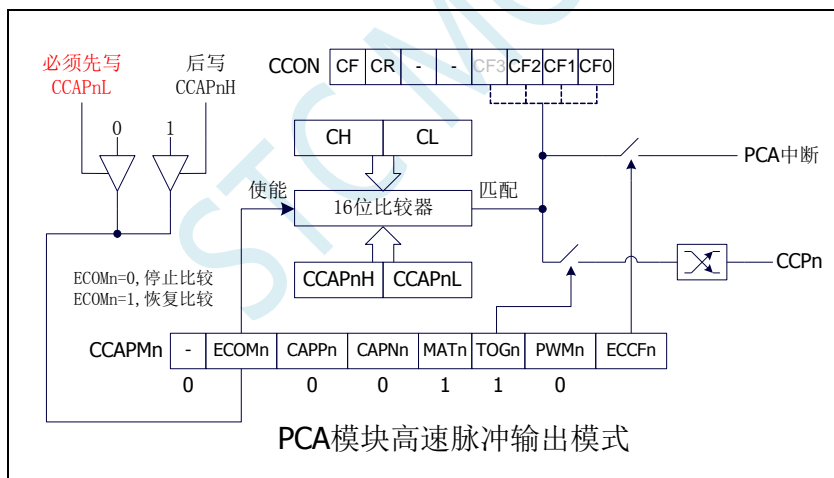 STC MC
必须先写
CCAPnL
后写
CCAPnH
CCON CF CR - - CF3 CF2 CF1 CF0
0 1
CH CL
PCA中断
使能
16位比较器
匹配
CCPn
ECOMn=0,停止比较
ECOMn=1,恢复比较
CCAPnH CCAPnL
CCAPMn - ECOMn CAPPn CAPNn MATn TOGn PWMn ECCFn
0 0 0 1 1 0
PCA模块高速脉冲输出模式